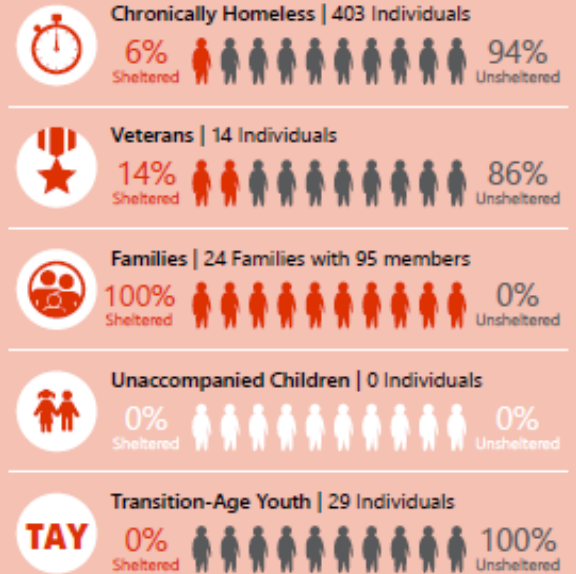 Chronically Homeless | 403 Individuals
6% 94%
Sheltered Unsheltered
Veterans | 14 Individuals
14% 86%
Sheltered Unsheltered
Families | 24 Families with 95 members
100% 0%
Sheltered Unsheltered
Unaccompanied Children | 0 Individuals
0% 0%
Sheltered Unsheltered
Transition-Age Youth | 29 Individuals
TAY 0% 100%
Sheltered Unsheltered